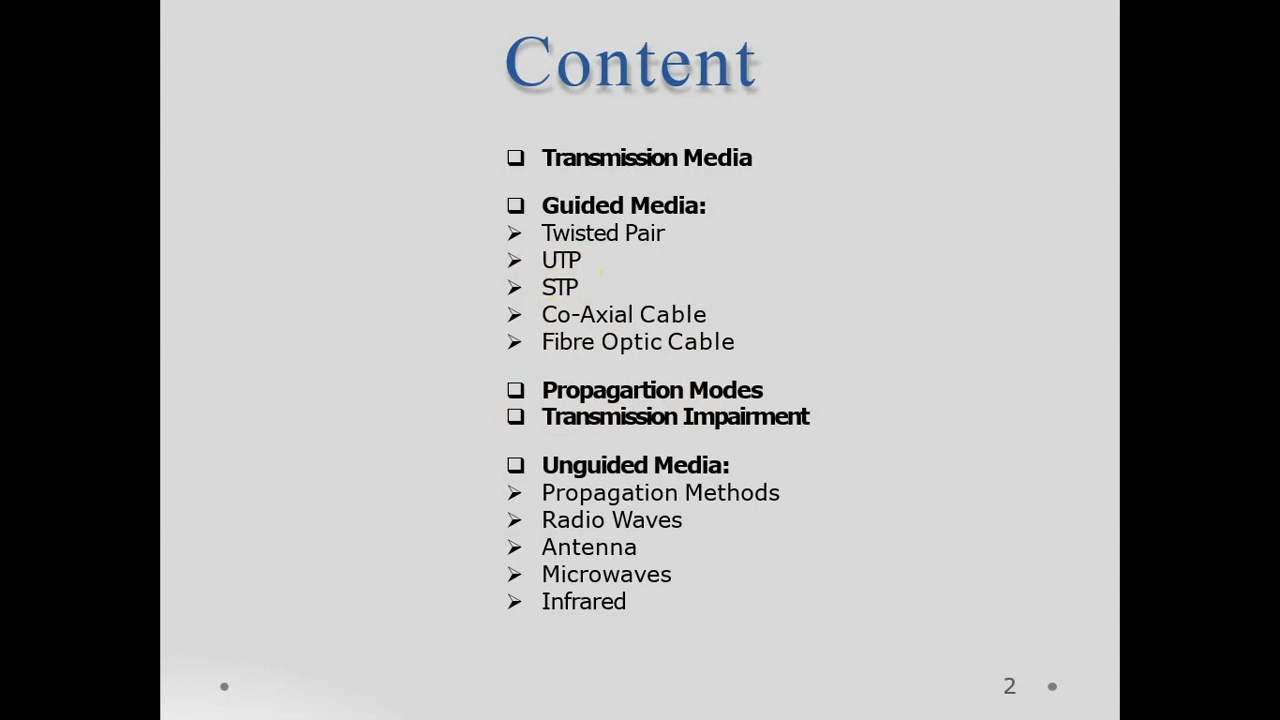 Content
❑ Transmission Media
❑ Guided Media:
➢ Twisted Pair
➢ UTP
➢ STP
➢ Co-Axial Cable
➢ Fibre Optic Cable
❑ Propagartion Modes
❑ Transmission Impairment
❑ Unguided Media:
➢ Propagation Methods
➢ Radio Waves
➢ Antenna
➢ Microwaves
➢ Infrared
2